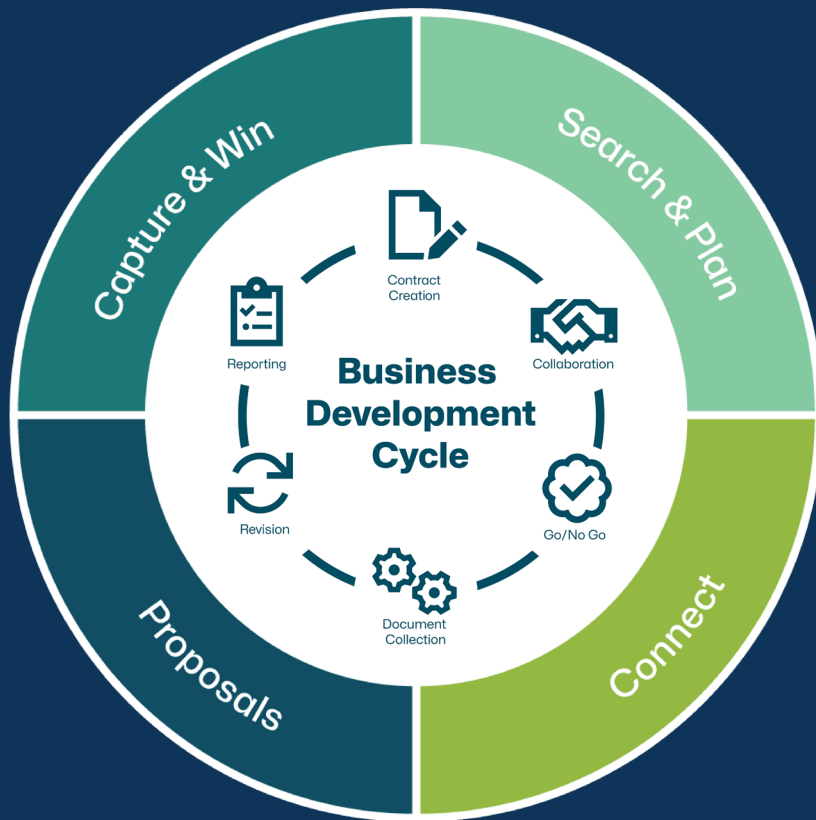 Capture & Win
Search & Plan
Contract
Creation
Reporting
Collaboration
Business
Development
Cycle
Revision
Go/No Go
Document
Collection
Proposals
Connect